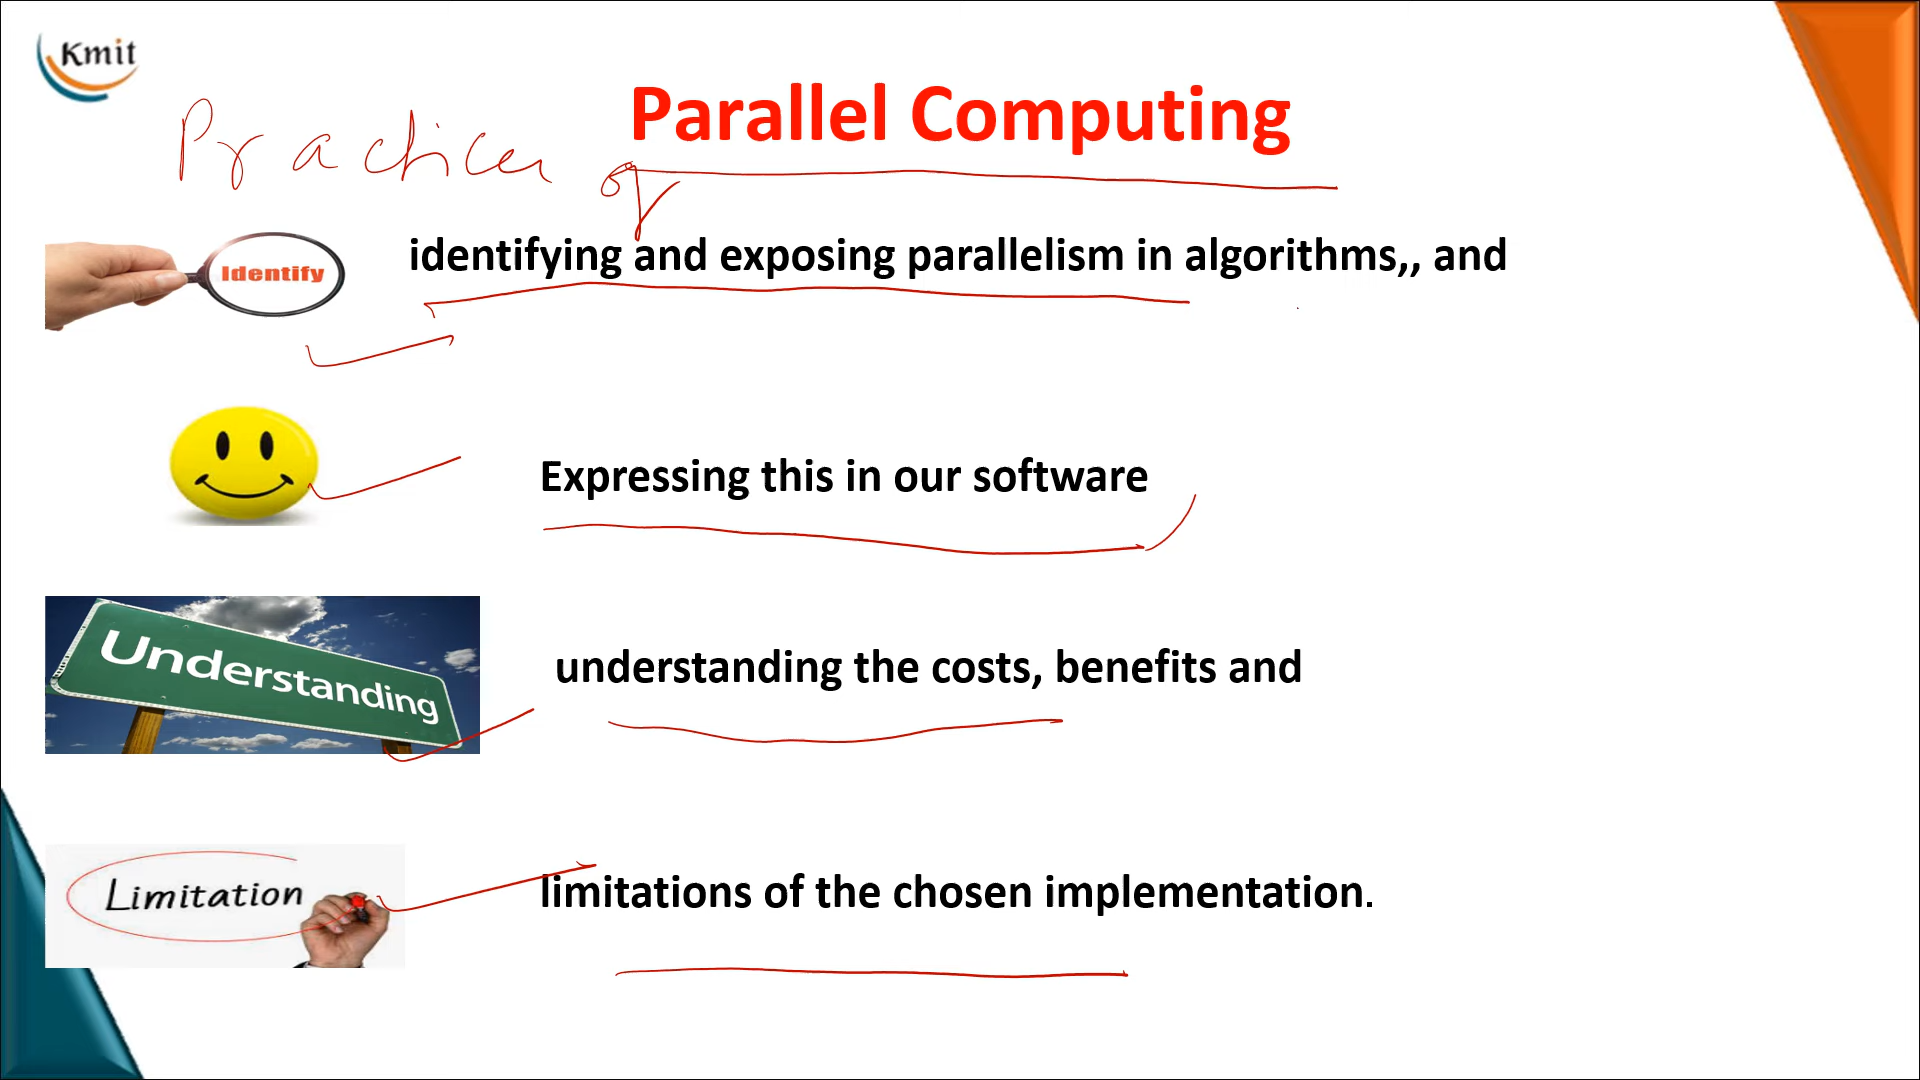 Kmit
Parallel Computing
Practices of
Identify
identifying and exposing parallelism in algorithms,, and
Expressing this in our software
Understanding
understanding the costs, benefits and
Limitation
limitations of the chosen implementation.